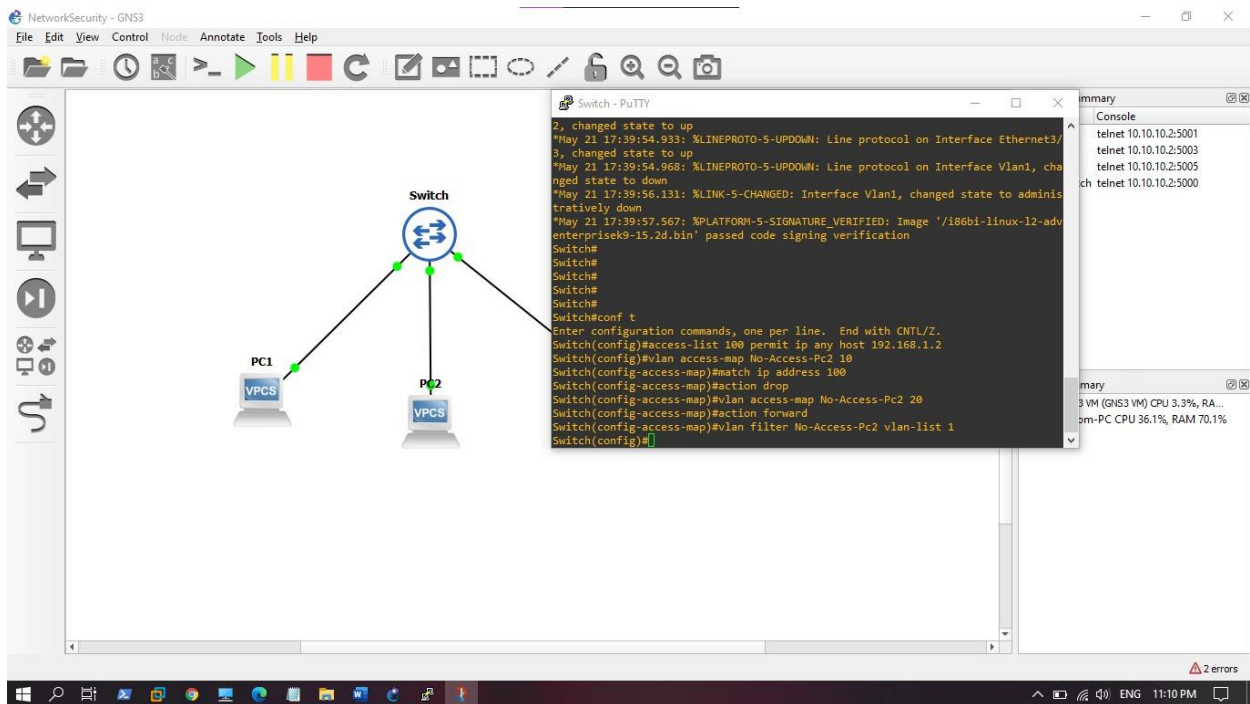 NetworkSecurity - GNS3
File Edit View Control Node Annotate Tools Help
Switch
PC1
VPCS
PC2
VPCS
Switch - PuTTY
2, changed state to up
*May 21 17:39:54.933: %LINEPROTO-5-UPDOWN: Line protocol on Interface Ethernet3/
3, changed state to up
*May 21 17:39:54.968: %LINEPROTO-5-UPDOWN: Line protocol on Interface Vlan1, cha
nged state to down
*May 21 17:39:56.131: %LINK-5-CHANGED: Interface Vlan1, changed state to adminis
tratively down
*May 21 17:39:57.567: %PLATFORM-5-SIGNATURE_VERIFIED: Image '/i86bi-linux-l2-adv
enterprisek9-15.2d.bin' passed code signing verification
Switch#
Switch#
Switch#
Switch#
Switch#
Switch#conf t
Enter configuration commands, one per line. End with CNTL/Z.
Switch(config)#access-list 100 permit ip any host 192.168.1.2
Switch(config)#vlan access-map No-Access-Pc2 10
Switch(config-access-map)#match ip address 100
Switch(config-access-map)#action drop
Switch(config-access-map)#vlan access-map No-Access-Pc2 20
Switch(config-access-map)#action forward
Switch(config-access-map)#vlan filter No-Access-Pc2 vlan-list 1
Switch(config)#
mmary
Console
telnet 10.10.10.2:5001
telnet 10.10.10.2:5003
telnet 10.10.10.2:5005
ch telnet 10.10.10.2:5000
mary
3 VM (GNS3 VM) CPU 3.3%, RA...
om-PC CPU 36.1%, RAM 70.1%
2 errors
ENG 11:10 PM